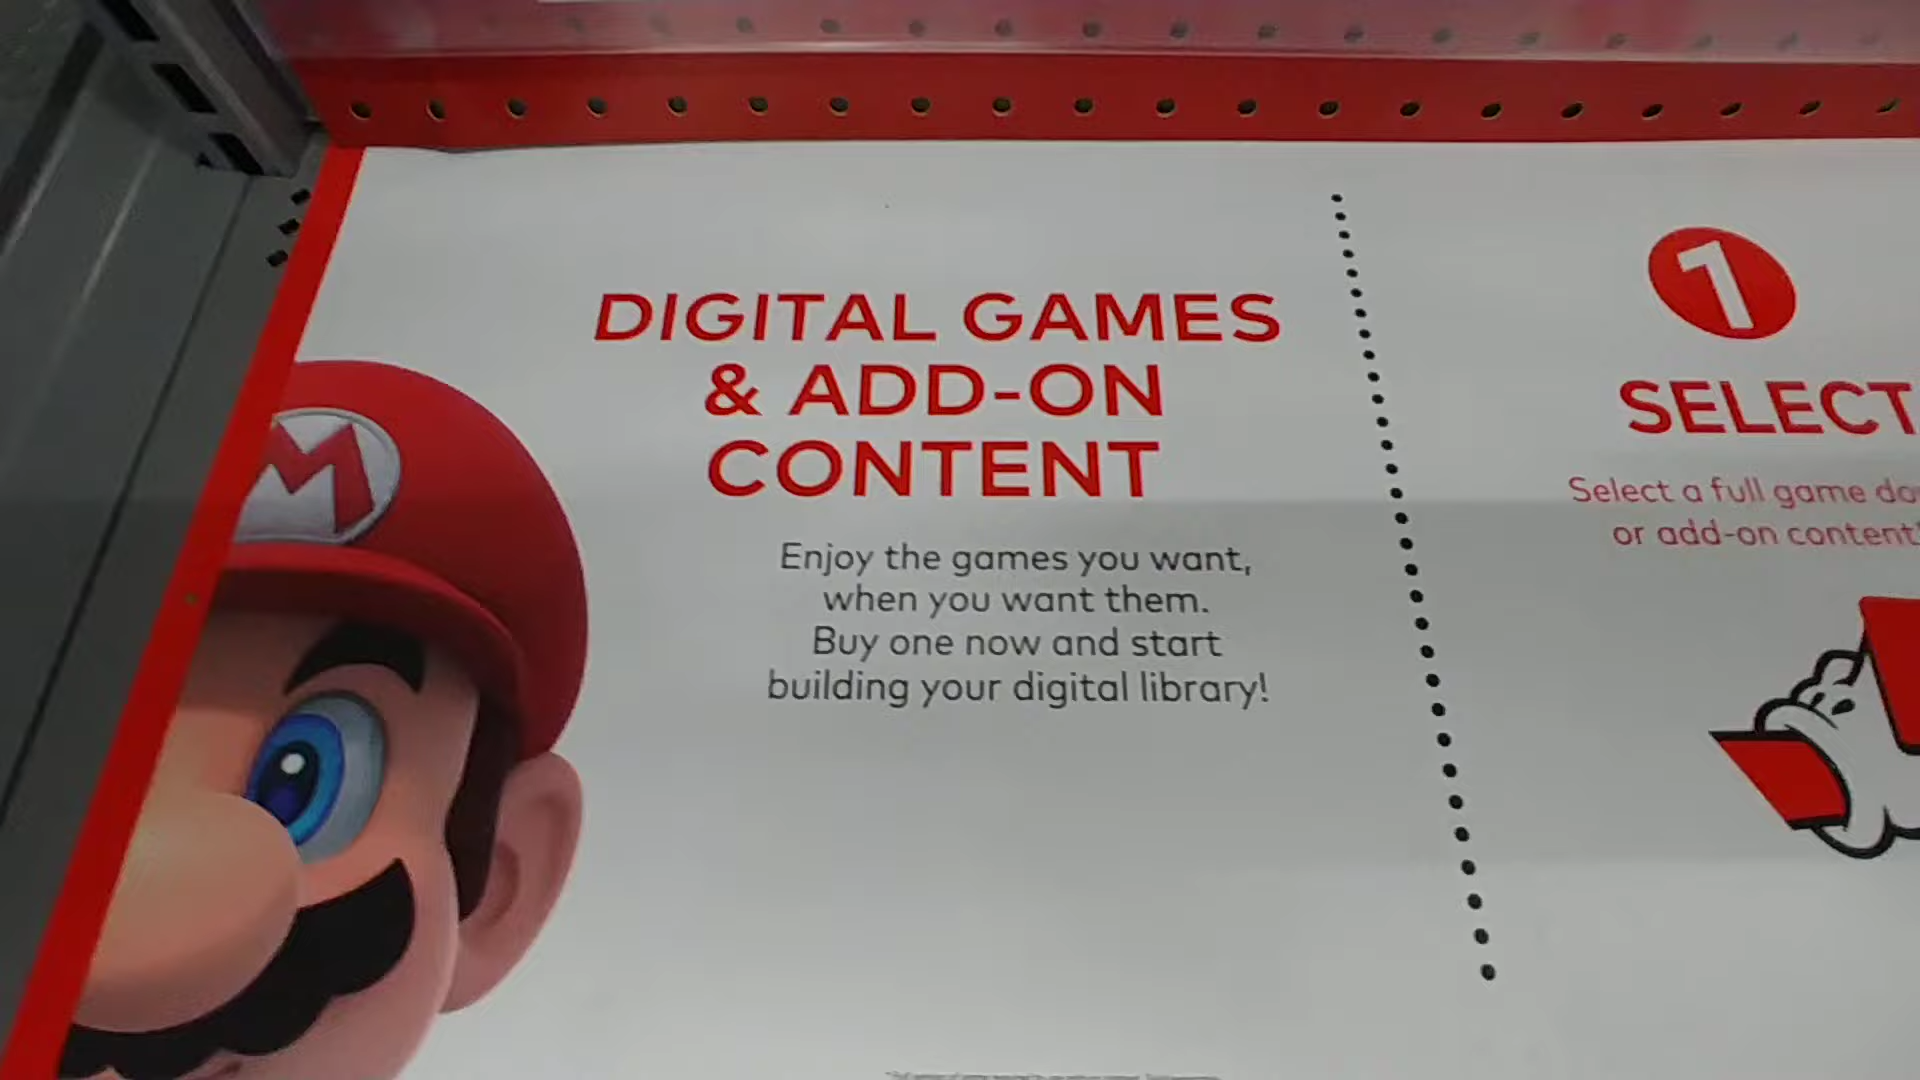 M
DIGITAL GAMES
& ADD-ON
CONTENT
Enjoy the games you want,
when you want them.
Buy one now and start
building your digital library!
1
SELECT
Select a full game
or add-on content